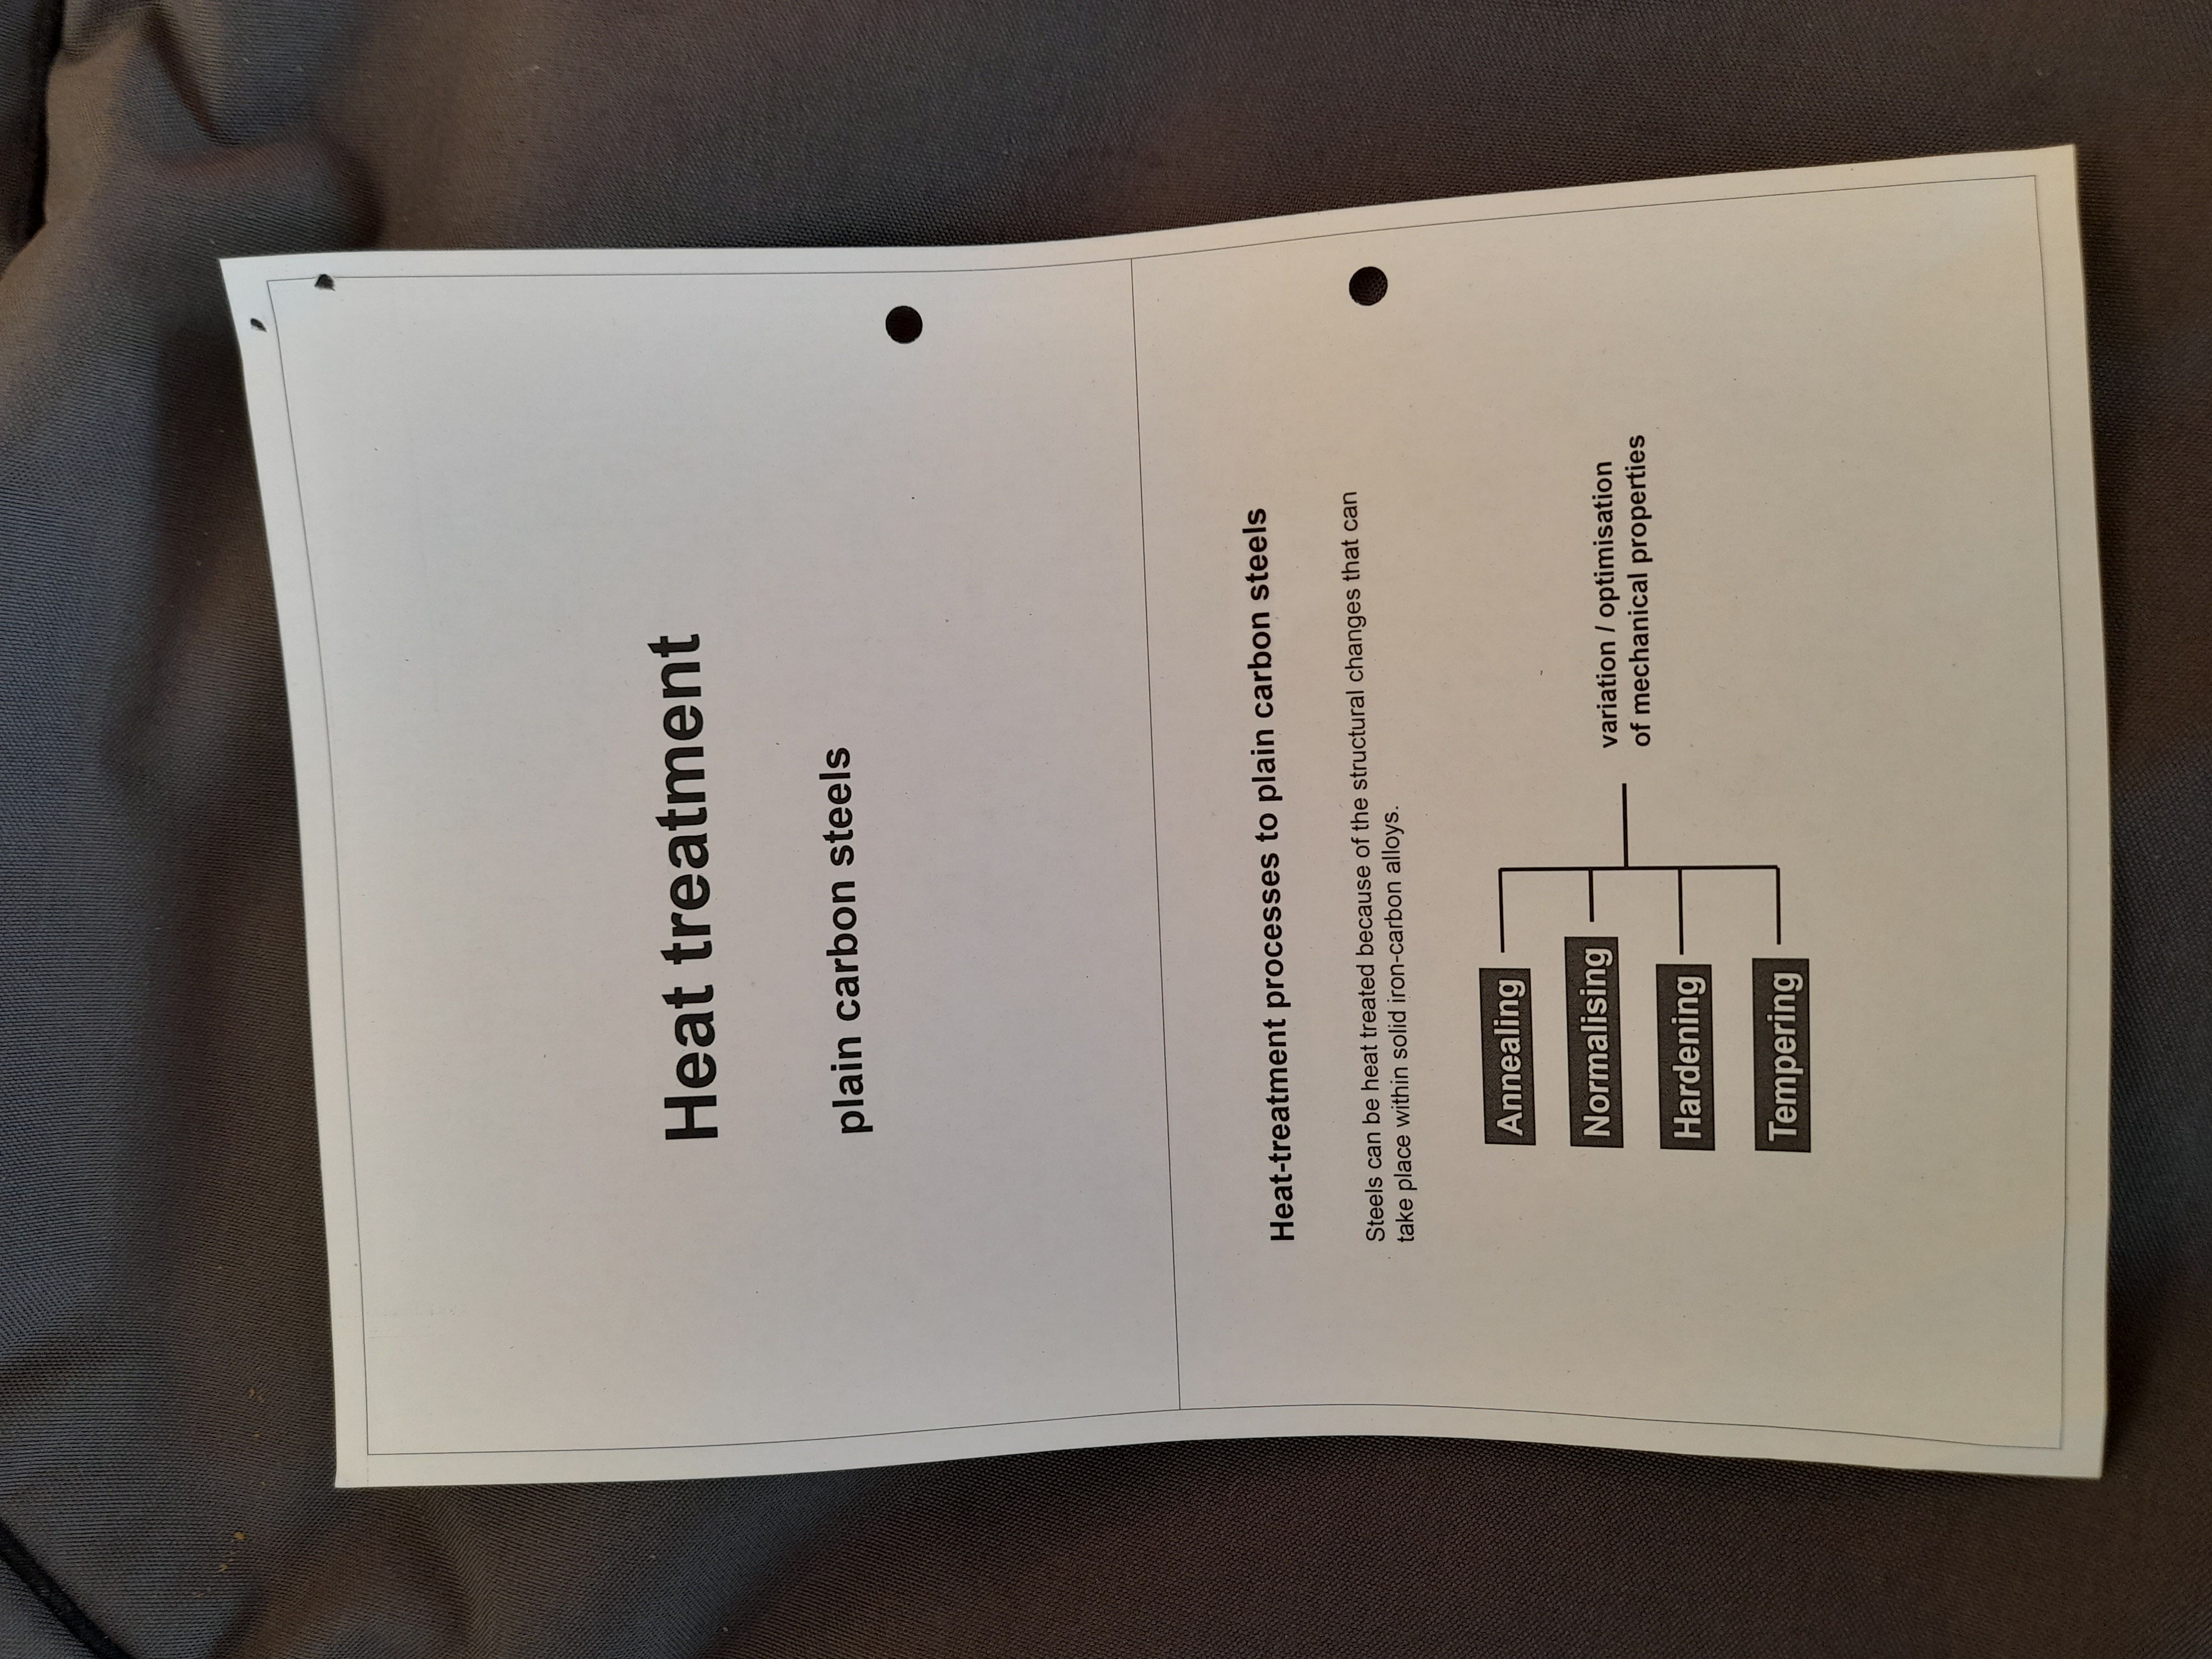 Heat treatment
plain carbon steels
Heat-treatment processes to plain carbon steels
Steels can be heat treated because of the structural changes that can
take place within solid iron-carbon alloys.
Annealing
Normalising
Hardening
Tempering
variation / optimisation
of mechanical properties